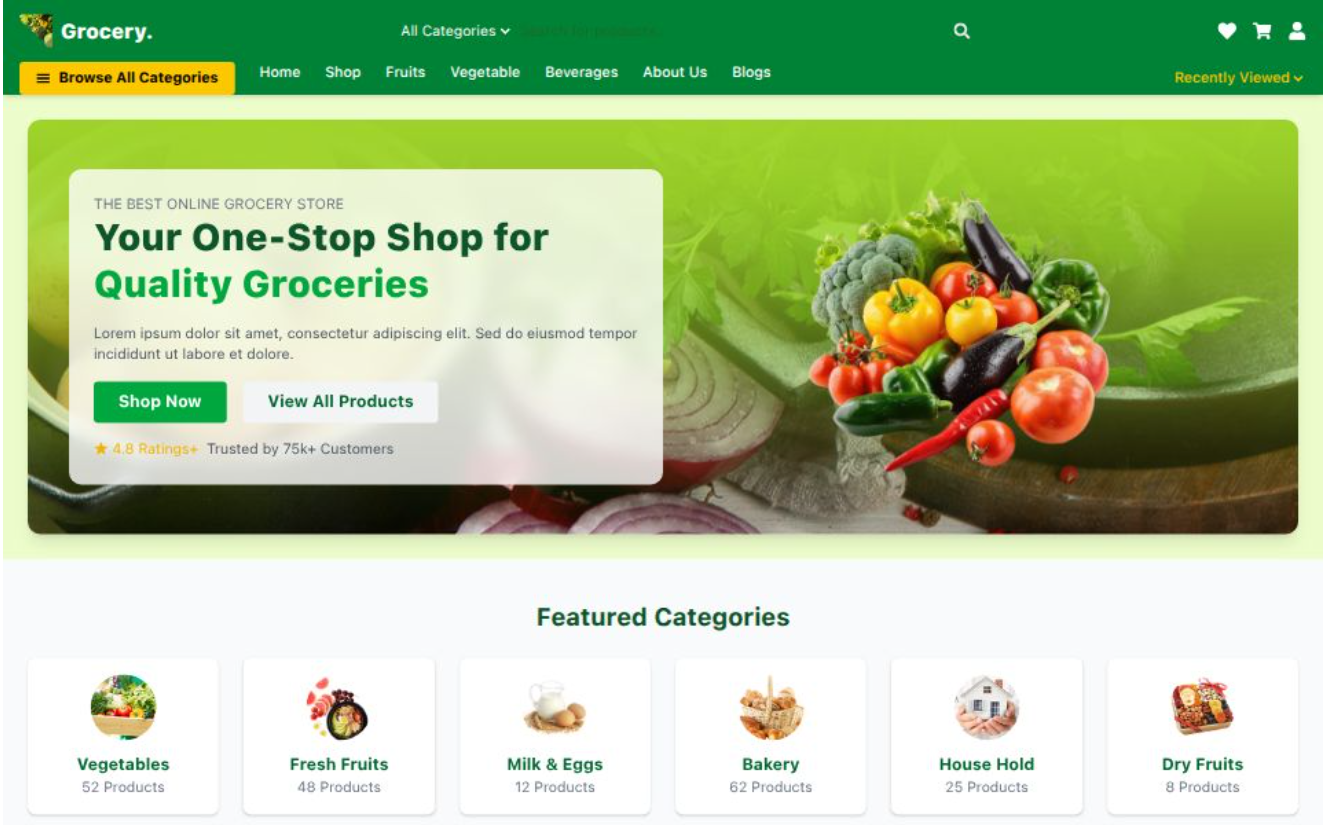 Grocery.
All Categories
Search for products...
Browse All Categories
Home
Shop
Fruits
Vegetable
Beverages
About Us
Blogs
Recently Viewed
THE BEST ONLINE GROCERY STORE
Your One-Stop Shop for
Quality Groceries
Lorem ipsum dolor sit amet, consectetur adipiscing elit. Sed do eiusmod tempor
incididunt ut labore et dolore.
Shop Now
View All Products
4.8 Ratings+ Trusted by 75k+ Customers
Featured Categories
Vegetables
52 Products
Fresh Fruits
48 Products
Milk & Eggs
12 Products
Bakery
62 Products
House Hold
25 Products
Dry Fruits
8 Products